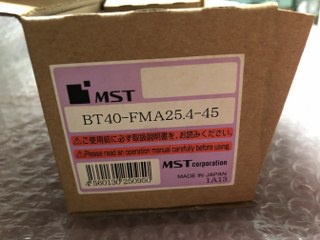 MST
BT40-FMA25.4-45
⚠ご使用前に必ず取扱説明書を、お読みください。
⚠Please read an operation manual carefully before using.
MST corporation
4560130250950
MADE IN JAPAN
1A13